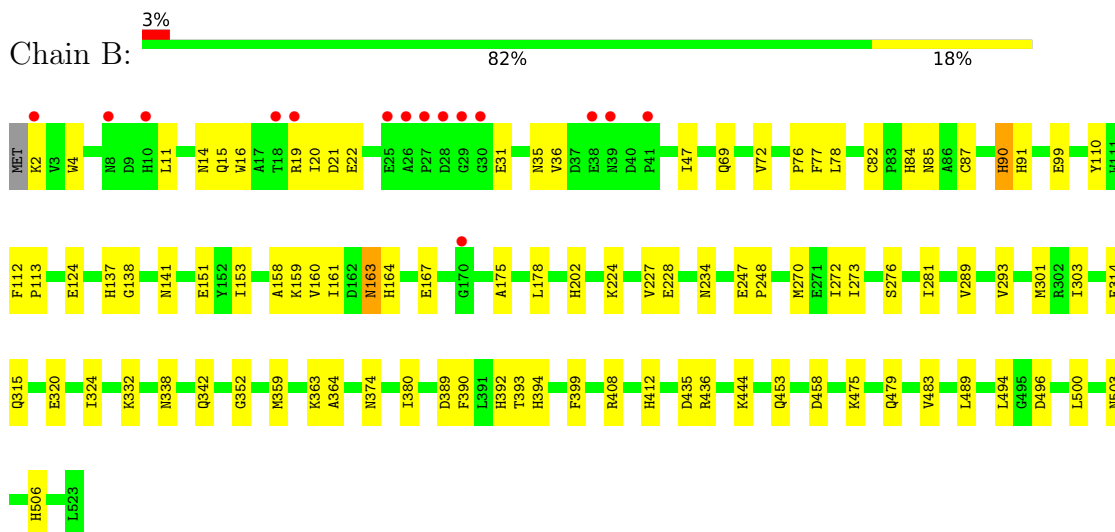 3%
Chain B:
82% 18%
MET K2 V3 W4 N8 D9 H10 L11 N14 Q15 W16 A17 T18 R19 I20 D21 E22 E25 A26 P27 D28 G29 G30 E31 N35 V36 D37 E38 N39 D40 P41 I47 Q69 V72 P76 F77 L78 C82 P83 H84 N85 A86 C87 H90 H91 E99 Y110 W111
F112 P113 E124 H137 G138 N141 E151 Y152 I153 A158 K159 V160 I161 D162 N163 H164 E167 G170 A175 L178 H202 K224 V227 E228 N234 E247 P248 M270 E271 I272 I273 S276 I281 V289 V293 M301 R302 I303 E314
Q315 E320 I324 K332 N338 Q342 G352 M359 K363 A364 N374 I380 D389 F390 L391 H392 T393 H394 F399 R408 H412 D435 R436 K444 Q453 D458 K475 Q479 V483 L489 L494 G495 D496 L500 N503
H506 L523